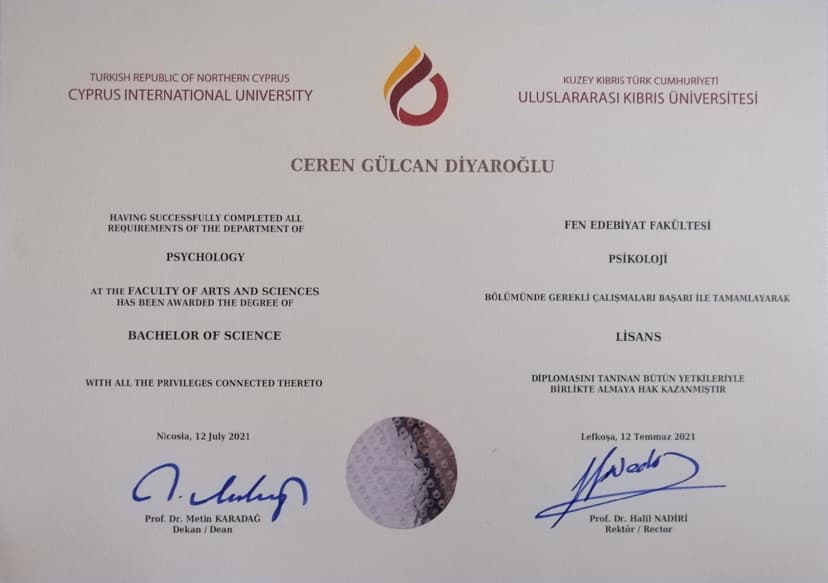 TURKISH REPUBLIC OF NORTHERN CYPRUS
CYPRUS INTERNATIONAL UNIVERSITY
KUZEY KIBRIS TÜRK CUMHURİYETİ
ULUSLARARASI KIBRIS ÜNİVERSİTESİ
CEREN GÜLCAN DİYAROĞLU
HAVING SUCCESSFULLY COMPLETED ALL
REQUIREMENTS OF THE DEPARTMENT OF
PSYCHOLOGY
AT THE FACULTY OF ARTS AND SCIENCES
HAS BEEN AWARDED THE DEGREE OF
BACHELOR OF SCIENCE
WITH ALL THE PRIVILEGES CONNECTED THERETO
Nicosia, 12 July 2021
Prof. Dr. Metin KARADAĞ
Dekan / Dean
FEN EDEBİYAT FAKÜLTESİ
PSİKOLOJİ
BÖLÜMÜNDE GEREKLİ ÇALIŞMALARI BAŞARI İLE TAMAMLAYARAK
LİSANS
DİPLOMASINI TANINAN BÜTÜN YETKİLERİYLE
BİRLİKTE ALMAYA HAK KAZANMIŞTIR
Lefkoşa, 12 Temmuz 2021
Prof. Dr. Halil NADİRİ
Rektör / Rector